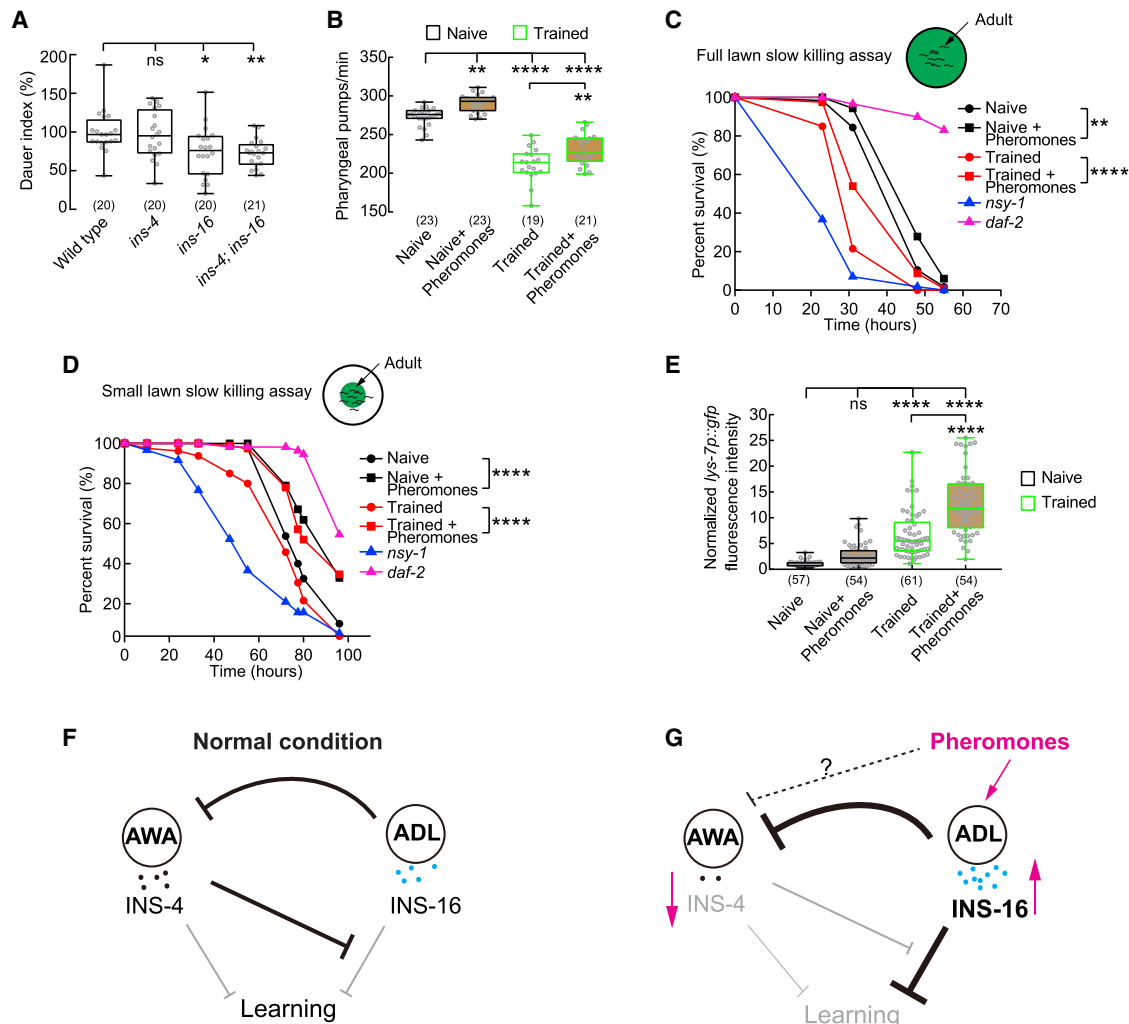 A
Dauer index (%)
200
150
100
50
0
ns
*
**
(20)
(20)
(20)
(21)
Wild type
ins-4
ins-16
ins-4; ins-16
B
Naive
Trained
Pharyngeal pumps/min
350
300
250
200
150
**
****
****
**
(23)
(23)
(19)
(21)
Naive
Naive+
Pheromones
Trained
Trained+
Pheromones
C
Full lawn slow killing assay
Adult
Percent survival (%)
100
80
60
40
20
0
0
10
20
30
40
50
60
70
Time (hours)
Naive
Naive +
Pheromones
**
Trained
Trained +
Pheromones
****
nsy-1
daf-2
D
Small lawn slow killing assay
Adult
Percent survival (%)
100
80
60
40
20
0
0
20
40
60
80
100
Time (hours)
Naive
Naive +
Pheromones
****
Trained
Trained +
Pheromones
****
nsy-1
daf-2
E
Normalized lys-7p::gfp
fluorescence intensity
30
25
20
15
10
5
0
ns
****
****
****
(57)
(54)
(61)
(54)
Naive
Naive+
Pheromones
Trained
Trained+
Pheromones
Naive
Trained
F
Normal condition
AWA
ADL
INS-4
INS-16
Learning
G
Pheromones
?
AWA
ADL
INS-4
INS-16
Learning